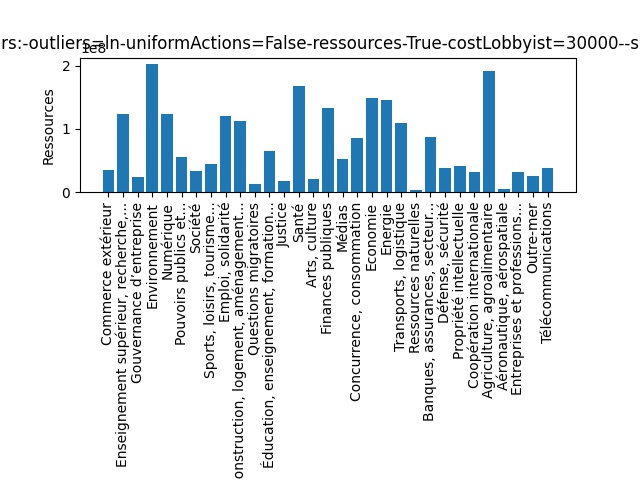 rs:-outliers=ln-uniformActions=False-ressources-True-costLobbyist=30000--s
1e8
Ressources
2
1
0
Commerce extérieur
Enseignement supérieur, recherche,...
Gouvernance d'entreprise
Environnement
Numérique
Pouvoirs publics et...
Société
Sports, loisirs, tourisme...
Emploi, solidarité
onstruction, logement, aménagement...
Questions migratoires
Éducation, enseignement, formation...
Justice
Santé
Arts, culture
Finances publiques
Médias
Concurrence, consommation
Economie
Energie
Transports, logistique
Ressources naturelles
Banques, assurances, secteur...
Défense, sécurité
Propriété intellectuelle
Coopération internationale
Agriculture, agroalimentaire
Aéronautique, aérospatiale
Entreprises et professions...
Outre-mer
Télécommunications